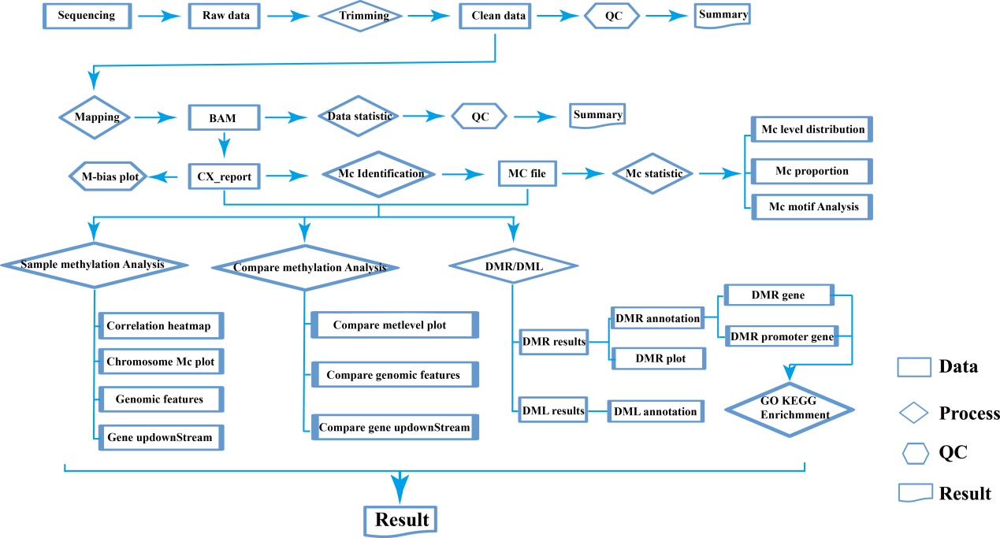 Sequencing
Raw data
Trimming
Clean data
QC
Summary
Mapping
BAM
Data statistic
QC
Summary
M-bias plot
CX_report
Mc Identification
MC file
Mc statistic
Mc level distribution
Mc proportion
Mc motif Analysis
Sample methylation Analysis
Compare methylation Analysis
DMR/DML
Correlation heatmap
Chromosome Mc plot
Genomic features
Gene updownStream
Compare metlevel plot
Compare genomic features
Compare gene updownStream
DMR results
DMR annotation
DMR plot
DMR gene
DMR promoter gene
DML results
DML annotation
GO KEGG
Enrichmment
Data
Process
QC
Result
Result